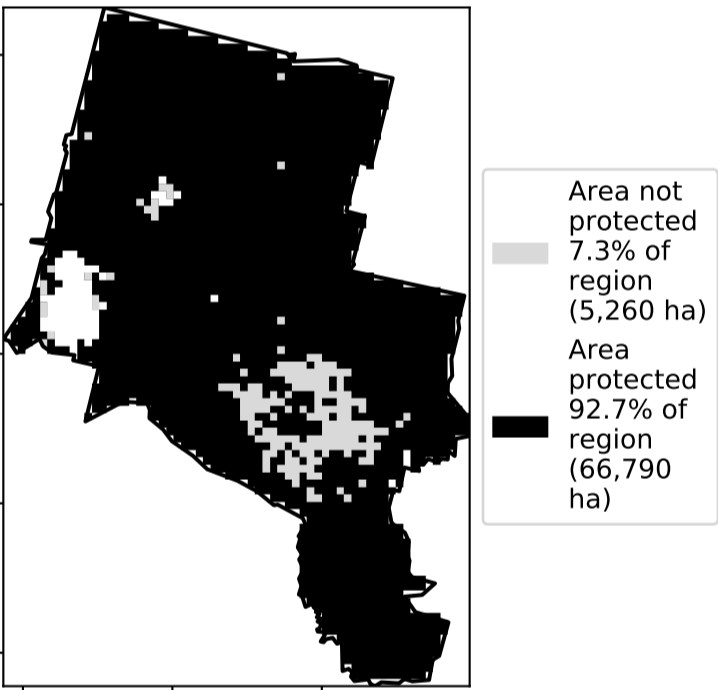 Area not
protected
7.3% of
region
(5,260 ha)
Area
protected
92.7% of
region
(66,790
ha)